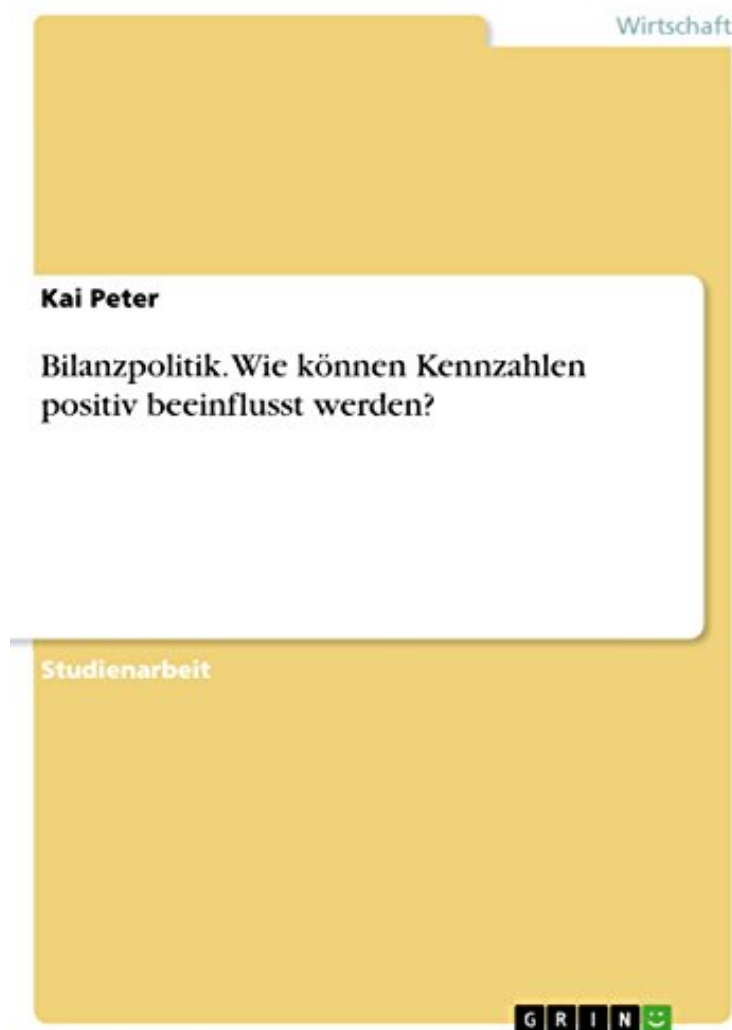 Wirtschaft
Kai Peter
Bilanzpolitik. Wie können Kennzahlen
positiv beeinflusst werden?
Studienarbeit
GRIN